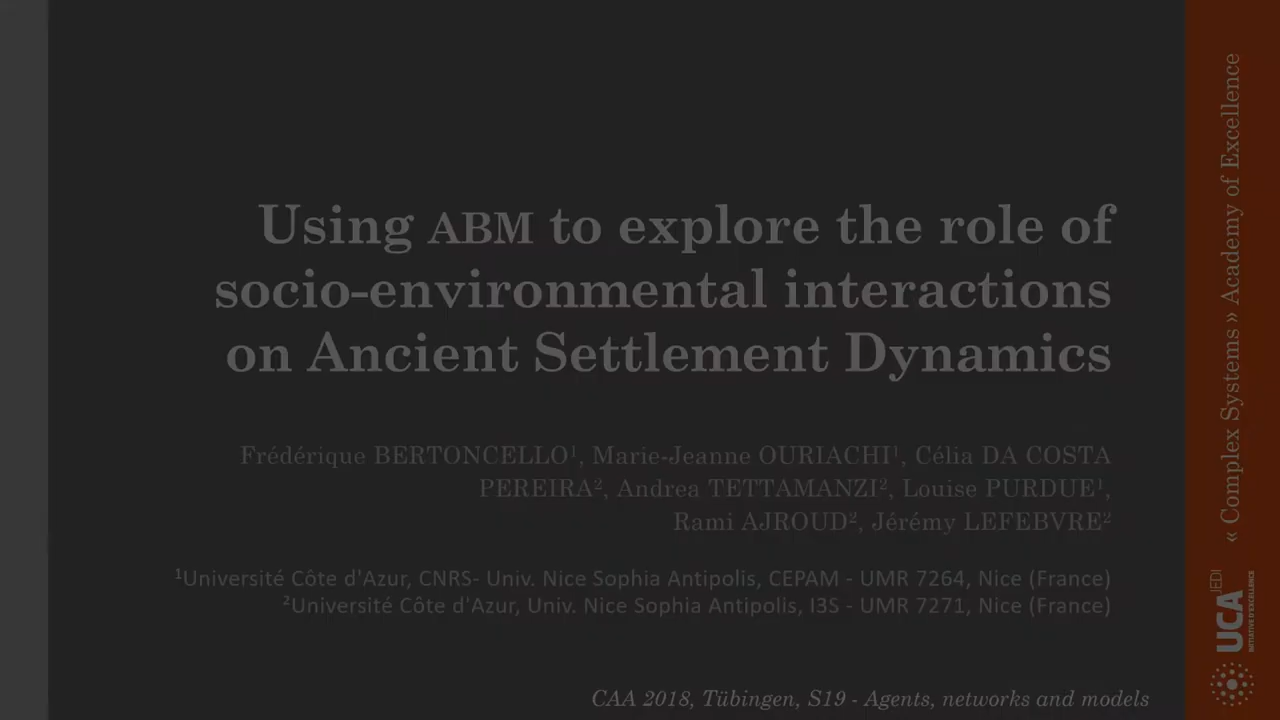 Using ABM to explore the role of
socio-environmental interactions
on Ancient Settlement Dynamics
Frédérique BERTONCELLO¹, Marie-Jeanne OURIACHI¹, Célia DA COSTA
PEREIRA², Andrea TETTAMANZI², Louise PURDUE¹,
Rami AJROUD², Jérémy LEFEBVRE²
¹Université Côte d'Azur, CNRS- Univ. Nice Sophia Antipolis, CEPAM - UMR 7264, Nice (France)
²Université Côte d'Azur, Univ. Nice Sophia Antipolis, I3S - UMR 7271, Nice (France)
CAA 2018, Tübingen, S19 - Agents, networks and models
« Complex Systems » Academy of Excellence
UCA
JEDI
INITIATIVE D'EXCELLENCE